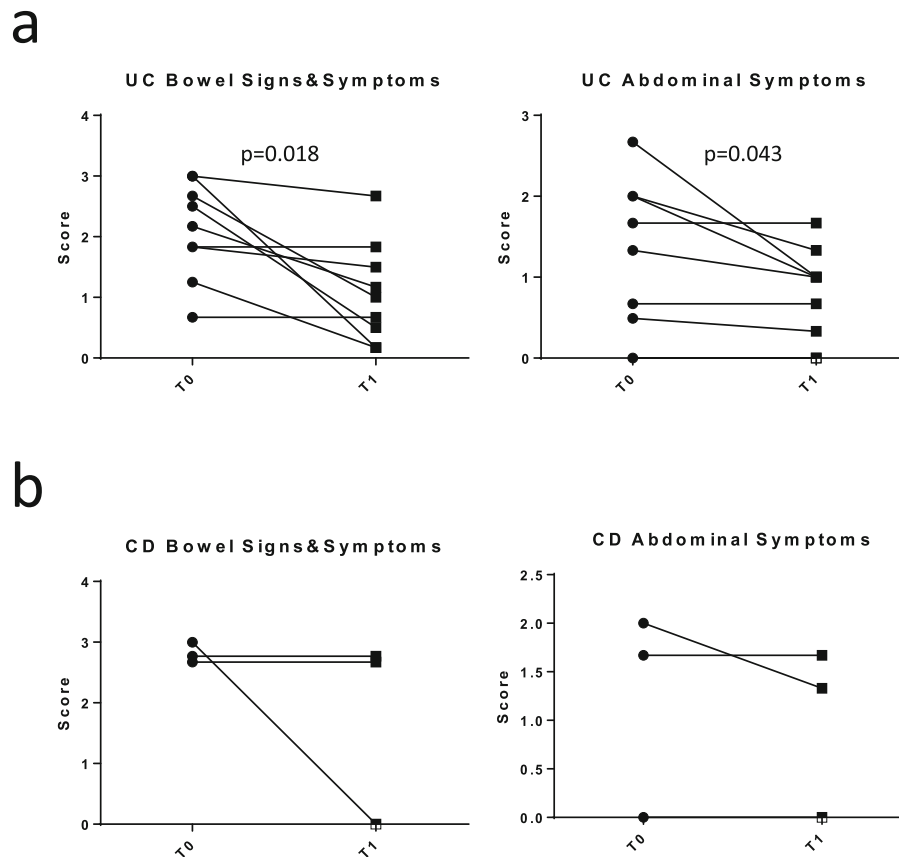 a
UC Bowel Signs&Symptoms
4
3
2
1
0
Score
p=0.018
T0
T1
UC Abdominal Symptoms
3
2
1
0
Score
p=0.043
T0
T1
b
CD Bowel Signs&Symptoms
4
3
2
1
0
Score
T0
T1
CD Abdominal Symptoms
2.5
2.0
1.5
1.0
0.5
0.0
Score
T0
T1